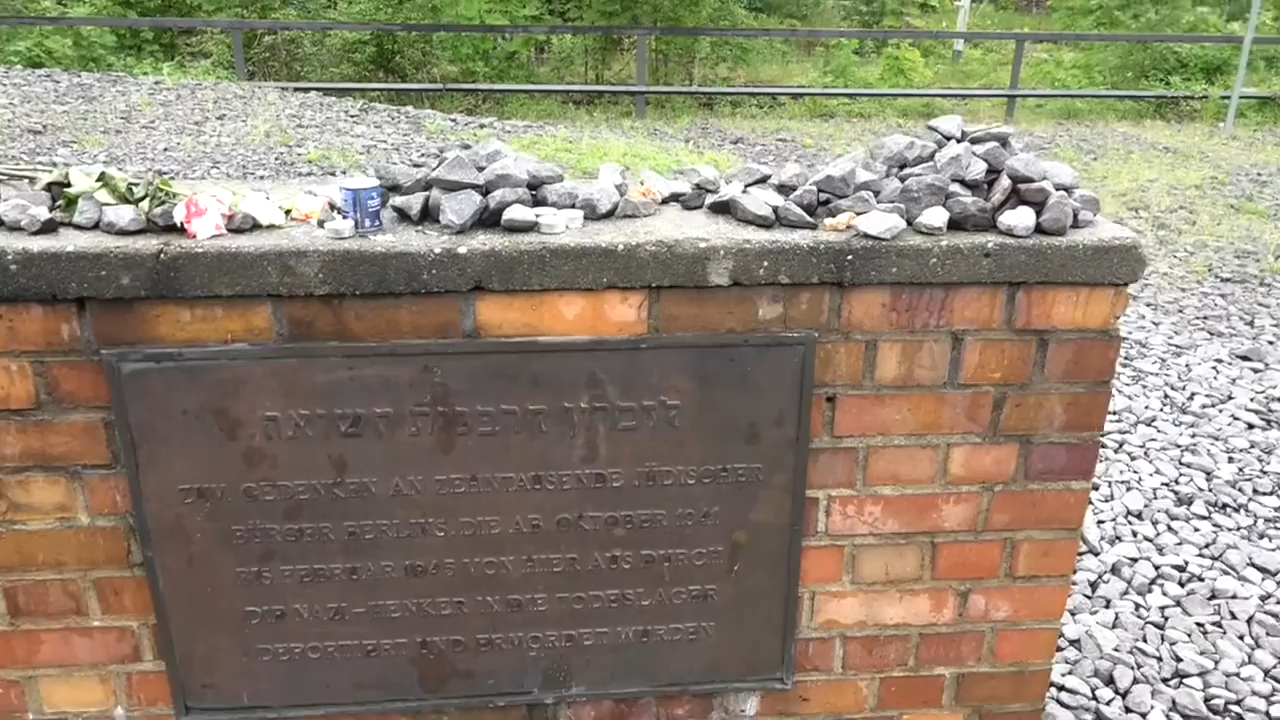 לזכרון קרבנות השואה
ZUM GEDENKEN AN ZEHNTAUSENDE JÜDISCHER
BÜRGER BERLINS, DIE AB OKTOBER 1941
BIS FEBRUAR 1945 VON HIER AUS DURCH
DIE NAZI-HENKER IN DIE TODESLAGER
DEPORTIERT UND ERMORDET WURDEN